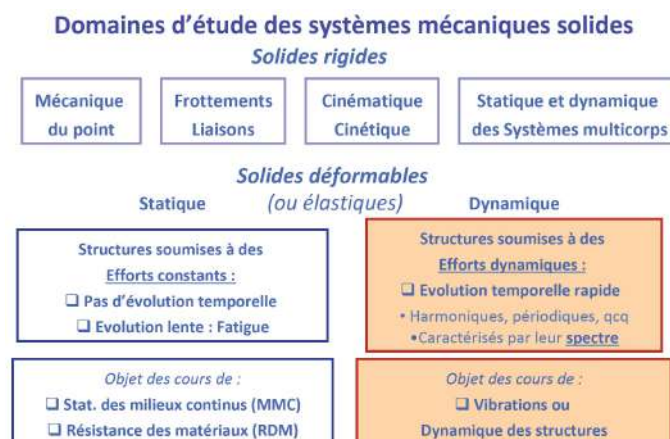 Domaines d'étude des systèmes mécaniques solides
Solides rigides
Mécanique
du point
Frottements
Liaisons
Cinématique
Cinétique
Statique et dynamique
des Systèmes multicorps
Solides déformables
Statique
(ou élastiques)
Dynamique
Structures soumises à des
Efforts constants :
❑ Pas d'évolution temporelle
❑ Evolution lente : Fatigue
Structures soumises à des
Efforts dynamiques :
❑ Evolution temporelle rapide
• Harmoniques, périodiques, qcq
•Caractérisés par leur spectre
Objet des cours de :
❑ Stat. des milieux continus (MMC)
❑ Résistance des matériaux (RDM)
Objet des cours de :
❑ Vibrations ou
Dynamique des structures